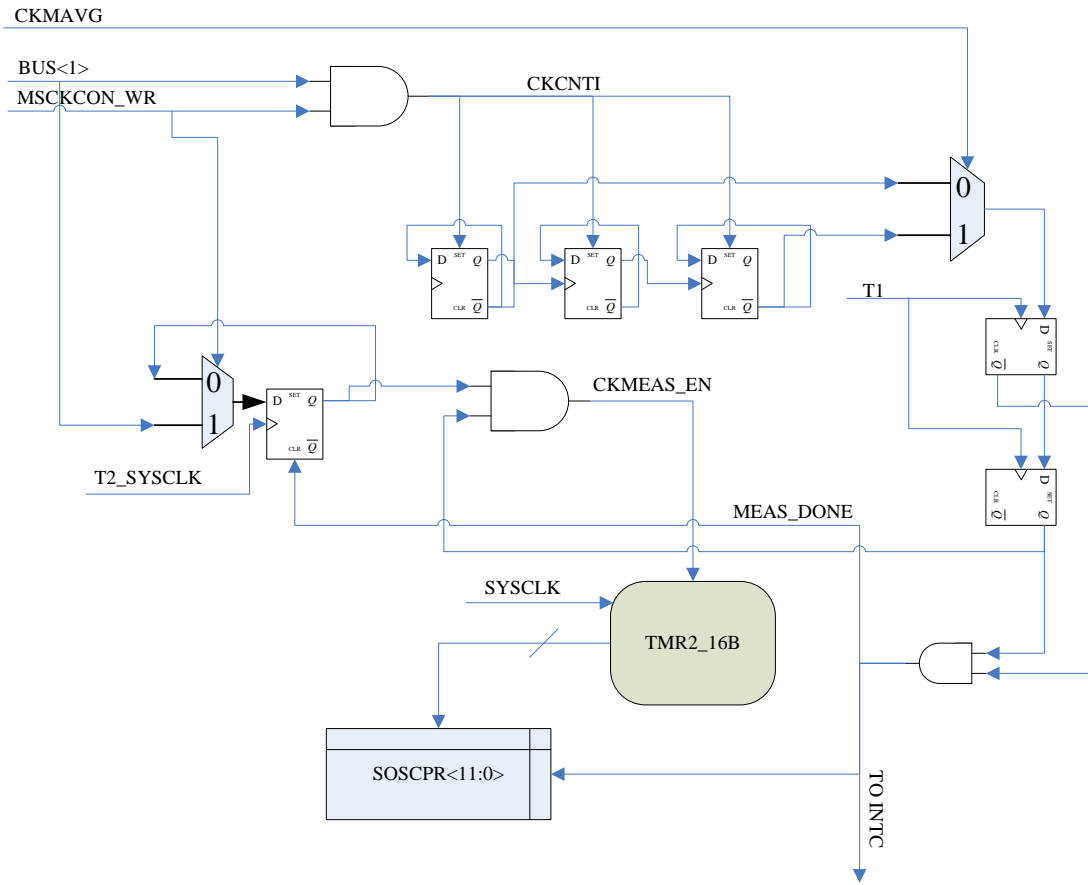 CKMAVG
BUS<1>
MSCKCON_WR
CKCNTI
0
1
D SET Q
CLR Q
D SET Q
CLR Q
D SET Q
CLR Q
T1
D SET Q
CLR Q
0
1
D SET Q
CLR Q
CKMEAS_EN
T2_SYSCLK
D SET Q
CLR Q
MEAS_DONE
SYSCLK
TMR2_16B
SOSCPR<11:0>
TO INTC